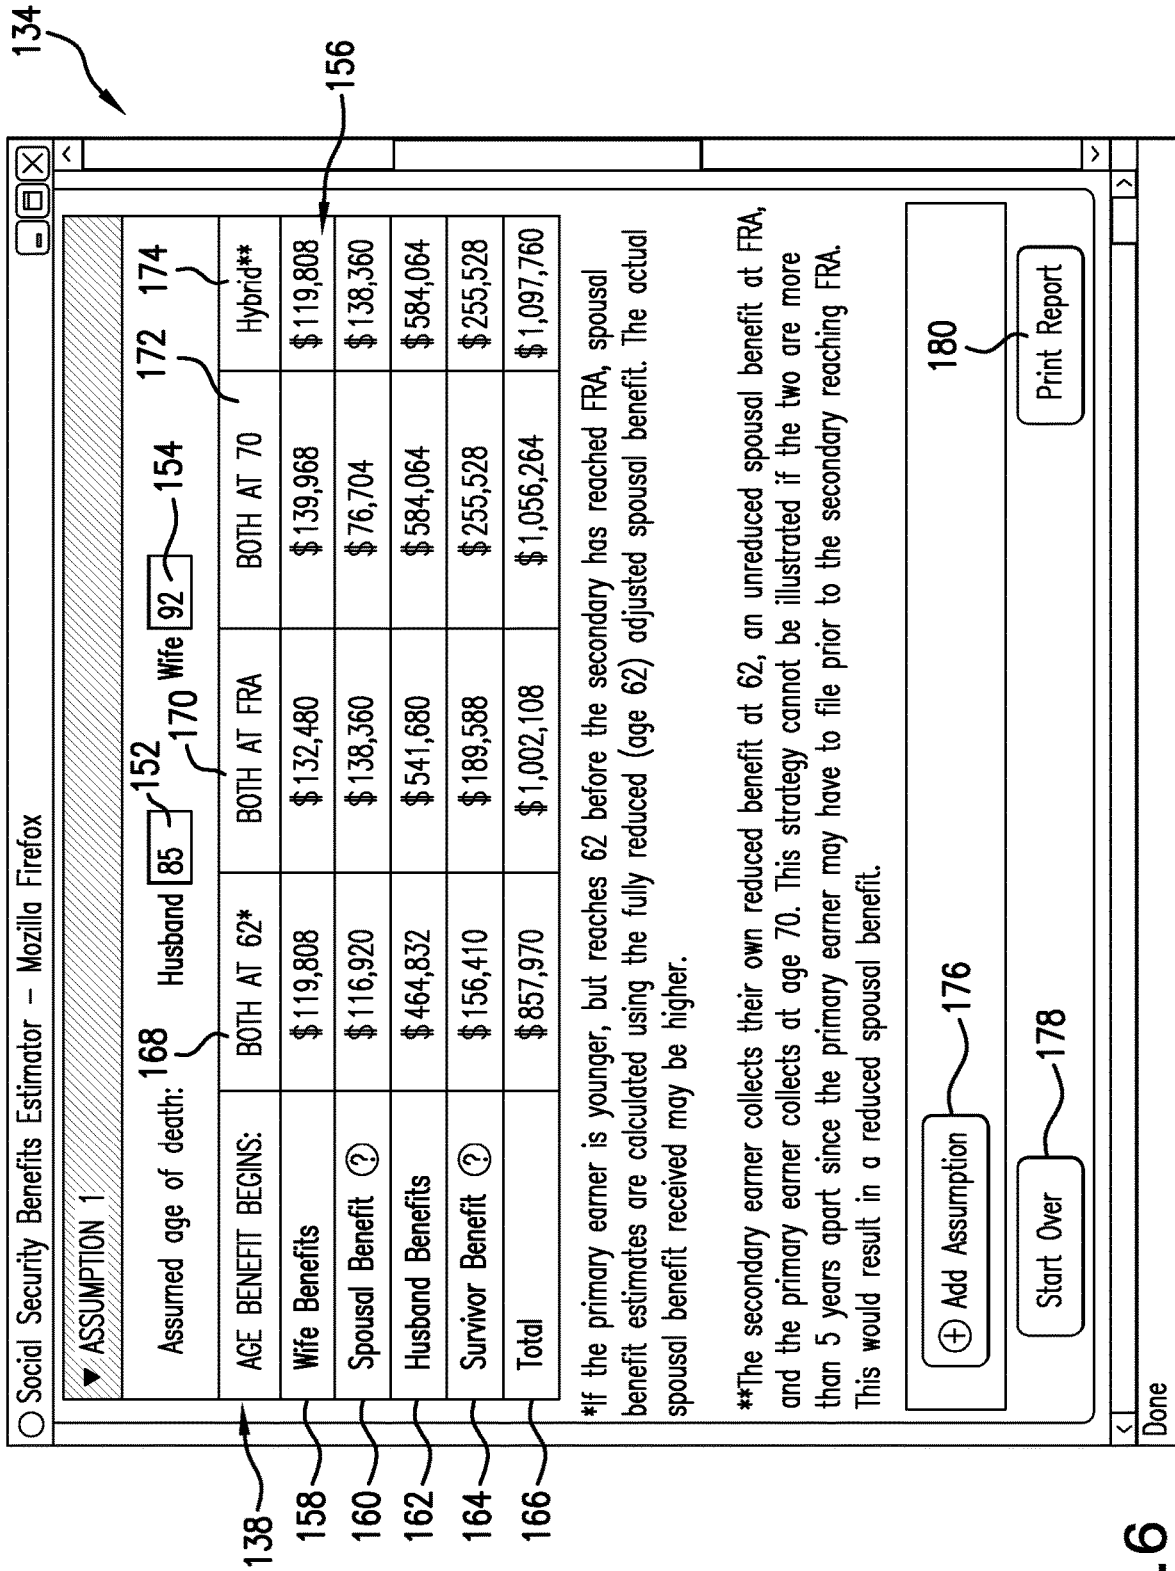 134
Social Security Benefits Estimator – Mozilla Firefox
▼ ASSUMPTION 1
Assumed age of death: Husband 85 Wife 92
152
154
168
170
172
174
138
156
AGE BENEFIT BEGINS: BOTH AT 62* BOTH AT FRA BOTH AT 70 Hybrid**
158 Wife Benefits $119,808 $132,480 $139,968 $119,808
160 Spousal Benefit ? $116,920 $138,360 $76,704 $138,360
162 Husband Benefits $464,832 $541,680 $584,064 $584,064
164 Survivor Benefit ? $156,410 $189,588 $255,528 $255,528
166 Total $857,970 $1,002,108 $1,056,264 $1,097,760
*If the primary earner is younger, but reaches 62 before the secondary has reached FRA, spousal
benefit estimates are calculated using the fully reduced (age 62) adjusted spousal benefit. The actual
spousal benefit received may be higher.
**The secondary earner collects their own reduced benefit at 62, an unreduced spousal benefit at FRA,
and the primary earner collects at age 70. This strategy cannot be illustrated if the two are more
than 5 years apart since the primary earner may have to file prior to the secondary reaching FRA.
This would result in a reduced spousal benefit.
+ Add Assumption
176
180
Start Over
178
Print Report
Done
.6